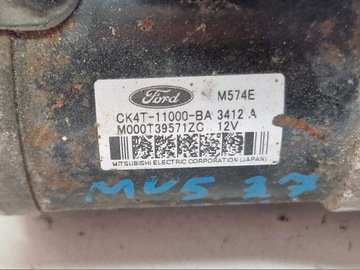 Ford M574E
CK4T-11000-BA 3412 A
M000T39571ZC 12V
MITSUBISHI ELECTRIC CORPORATION (JAPAN)
MV5 37